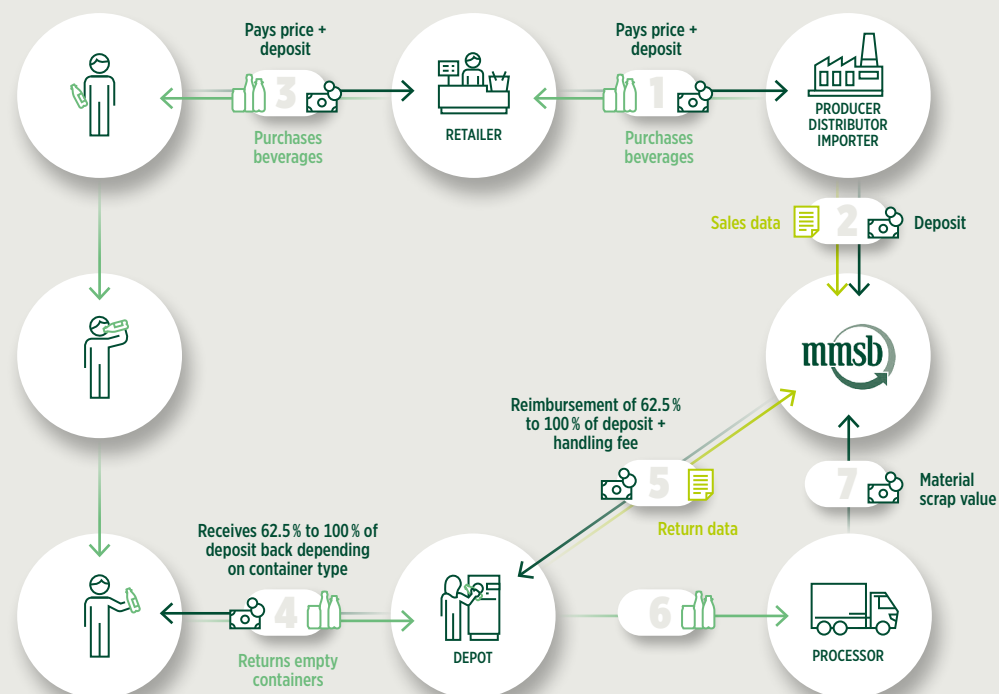 Pays price +
deposit
3
Purchases
beverages
RETAILER
Pays price +
deposit
1
Purchases
beverages
PRODUCER
DISTRIBUTOR
IMPORTER
Sales data
2
Deposit
mmsb
Reimbursement of 62.5 %
to 100 % of deposit +
handling fee
5
Return data
7
Material
scrap value
Receives 62.5 % to 100 % of
deposit back depending
on container type
4
Returns empty
containers
DEPOT
6
PROCESSOR